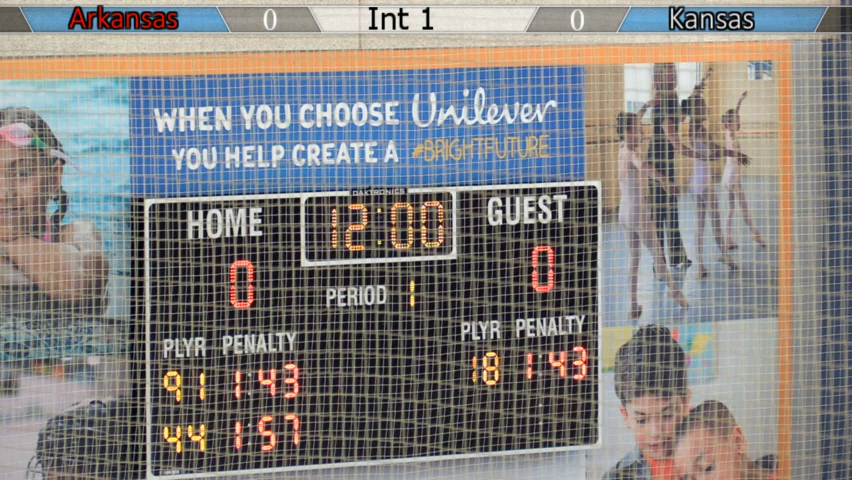 Arkansas 0 Int 1 0 Kansas
WHEN YOU CHOOSE Unilever
YOU HELP CREATE A #BRIGHTFUTURE
DAKTRONICS
HOME 12:00 GUEST
0 PERIOD 1 0
PLYR PENALTY PLYR PENALTY
91 1:43 18 1:43
44 1:57